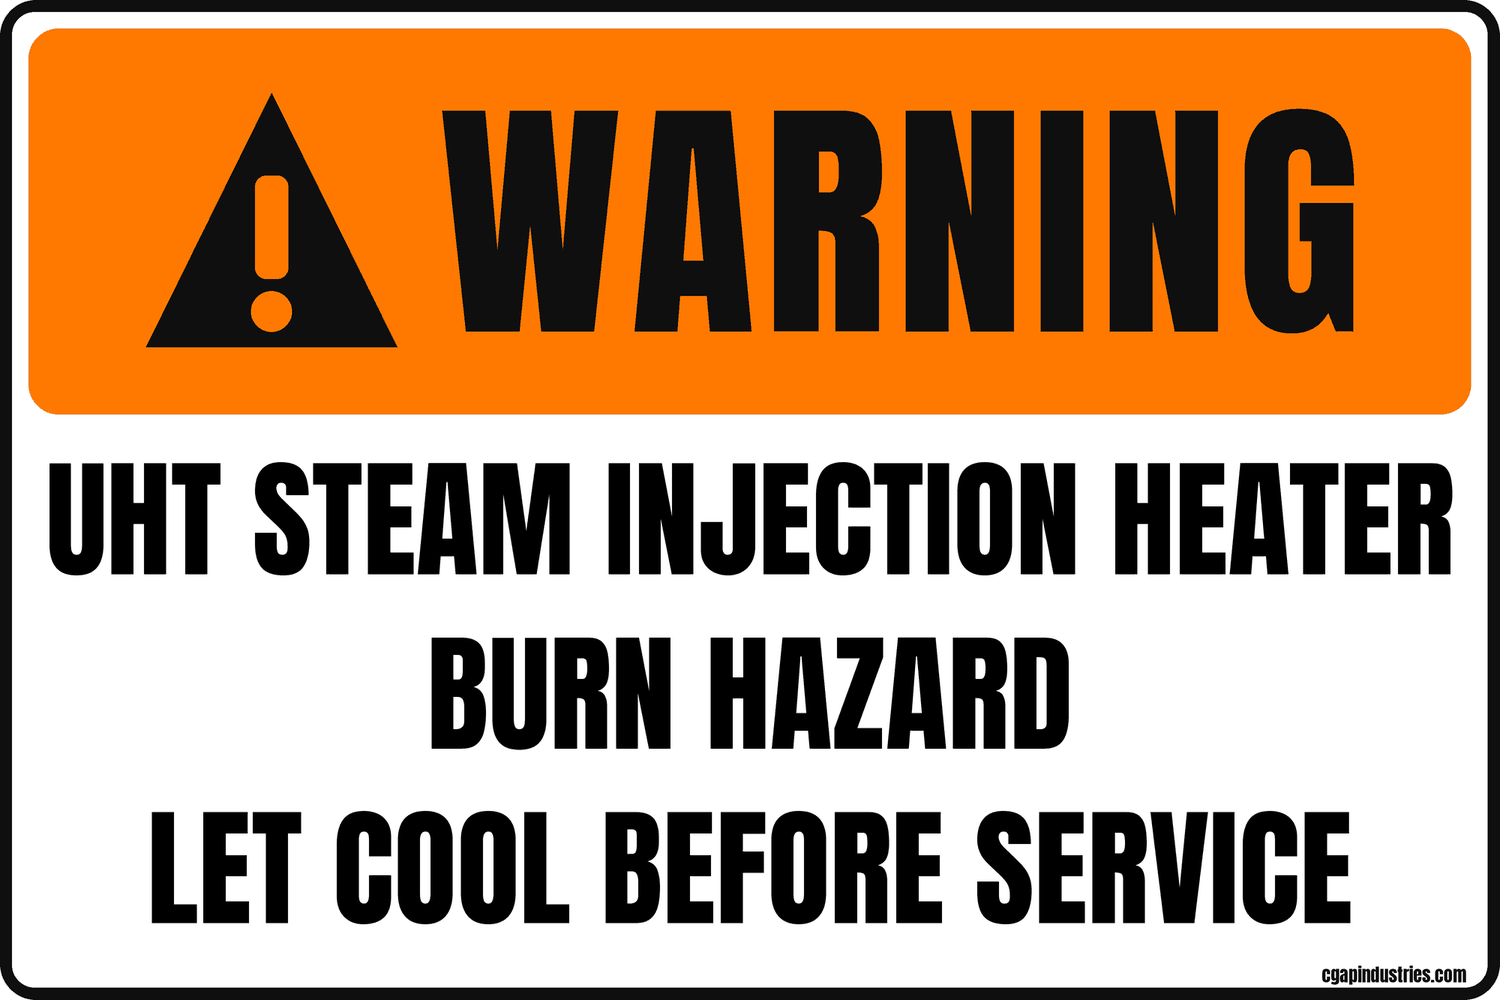 WARNING
UHT STEAM INJECTION HEATER
BURN HAZARD
LET COOL BEFORE SERVICE
cgapindustries.com